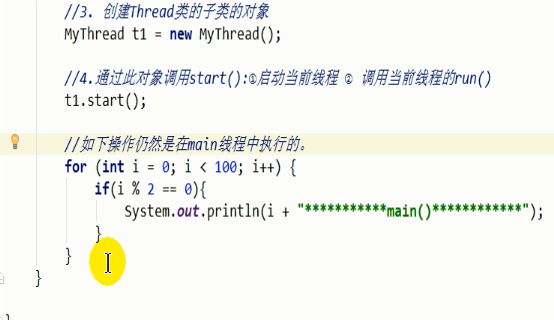 //3. 创建Thread类的子类的对象
MyThread t1 = new MyThread();
//4.通过此对象调用start():①启动当前线程 ② 调用当前线程的run()
t1.start();
//如下操作仍然是在main线程中执行的。
for (int i = 0; i < 100; i++) {
if(i % 2 == 0){
System.out.println(i + "***********main()************");
}
}
}